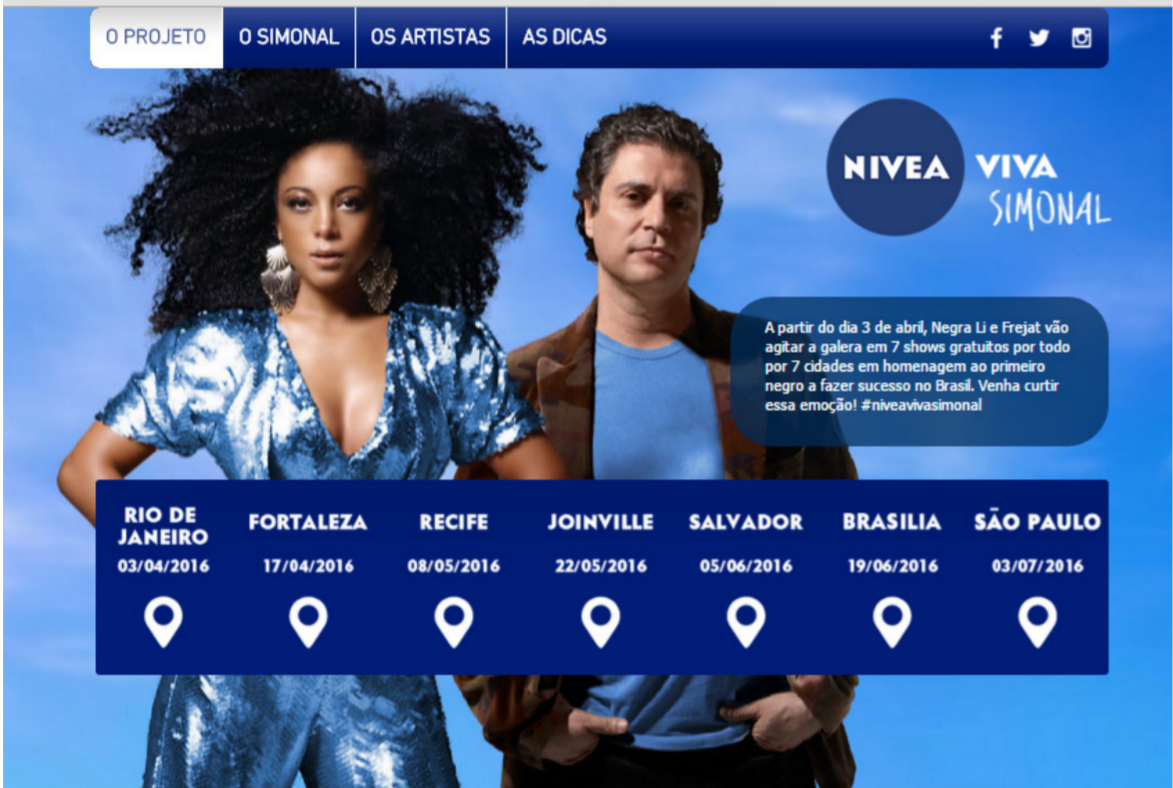 O PROJETO
O SIMONAL
OS ARTISTAS
AS DICAS
NIVEA VIVA
SIMONAL
A partir do dia 3 de abril, Negra Li e Frejat vão
agitar a galera em 7 shows gratuitos por todo
por 7 cidades em homenagem ao primeiro
negro a fazer sucesso no Brasil. Venha curtir
essa emoção! #niveavivasimonal
RIO DE
JANEIRO
03/04/2016
FORTALEZA
17/04/2016
RECIFE
08/05/2016
JOINVILLE
22/05/2016
SALVADOR
05/06/2016
BRASILIA
19/06/2016
SÃO PAULO
03/07/2016